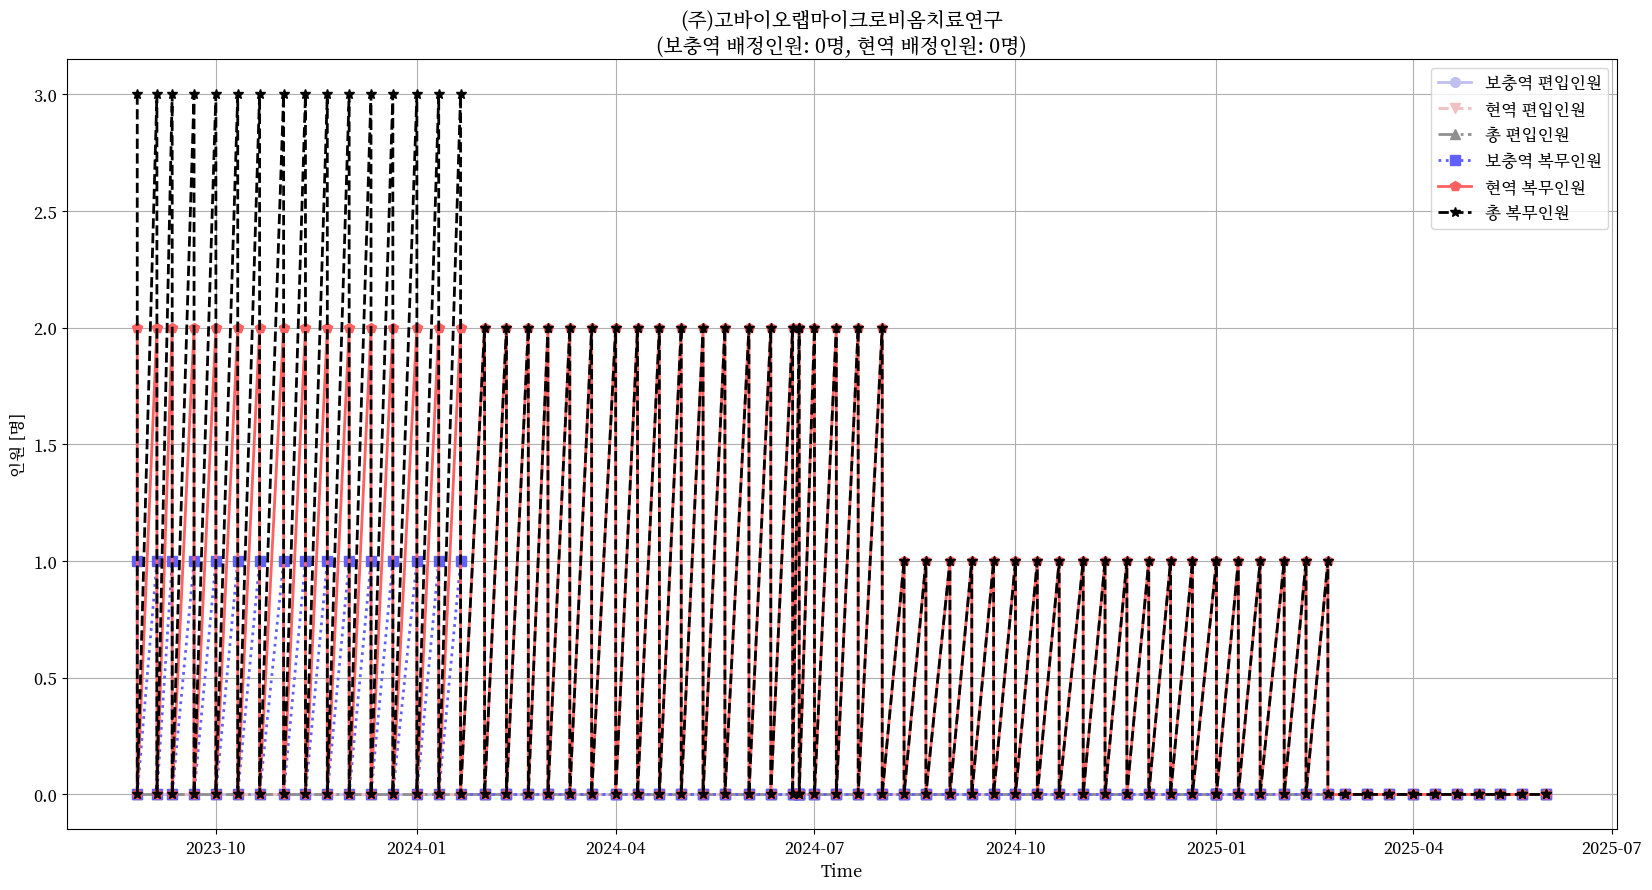 (주)고바이오랩마이크로비옴치료연구
(보충역 배정인원: 0명, 현역 배정인원: 0명)
보충역 편입인원
현역 편입인원
총 편입인원
보충역 복무인원
현역 복무인원
총 복무인원
인원 [명]
3.0
2.5
2.0
1.5
1.0
0.5
0.0
2023-10
2024-01
2024-04
2024-07
2024-10
2025-01
2025-04
2025-07
Time